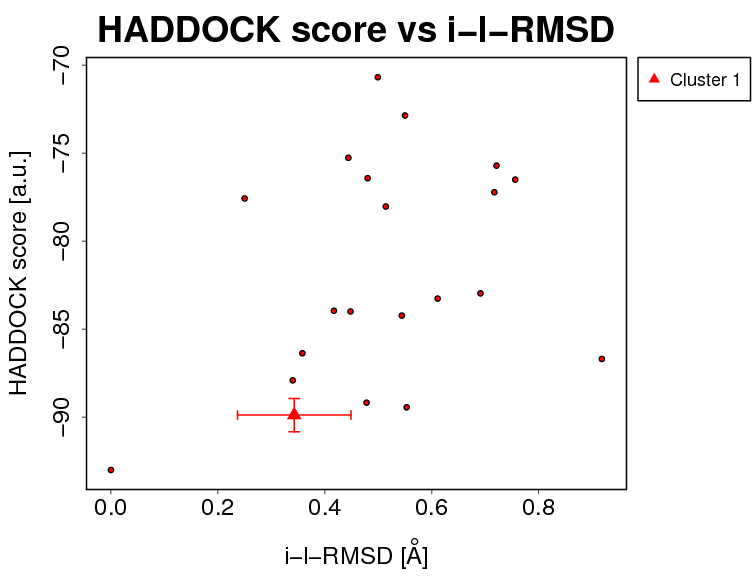 HADDOCK score vs i−l−RMSD
Cluster 1
HADDOCK score [a.u.]
−70
−75
−80
−85
−90
0.0 0.2 0.4 0.6 0.8
i−l−RMSD [Å]